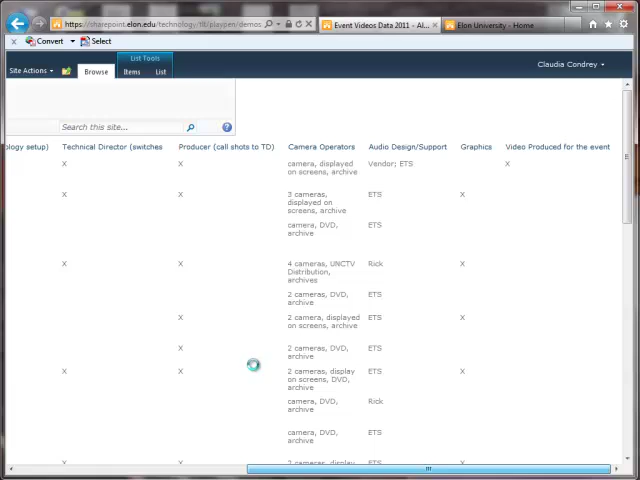 https://sharepoint.elon.edu/technology/tlt/playpen/demos
Event Videos Data 2011 - Al...
Elon University - Home
x Convert Select
List Tools
Site Actions Browse Items List
Claudia Condrey
Search this site...
ology setup) Technical Director (switches Producer (call shots to TD) Camera Operators Audio Design/Support Graphics Video Produced for the event
X X camera, displayed Vendor; ETS X
on screens, archive
X X 3 cameras, ETS X
displayed on
screens, archive
camera, DVD, ETS
archive
X X 4 cameras, UNCTV Rick X
Distribution,
archives
2 cameras, DVD, ETS
archive
X 2 camera, displayed ETS X
on screens, archive
X 2 cameras, DVD, ETS
archive
X X 2 cameras, display ETS X
on screens, DVD,
archive
camera, DVD, Rick
archive
camera, DVD, ETS
archive
X X 2 cameras, display ETS X